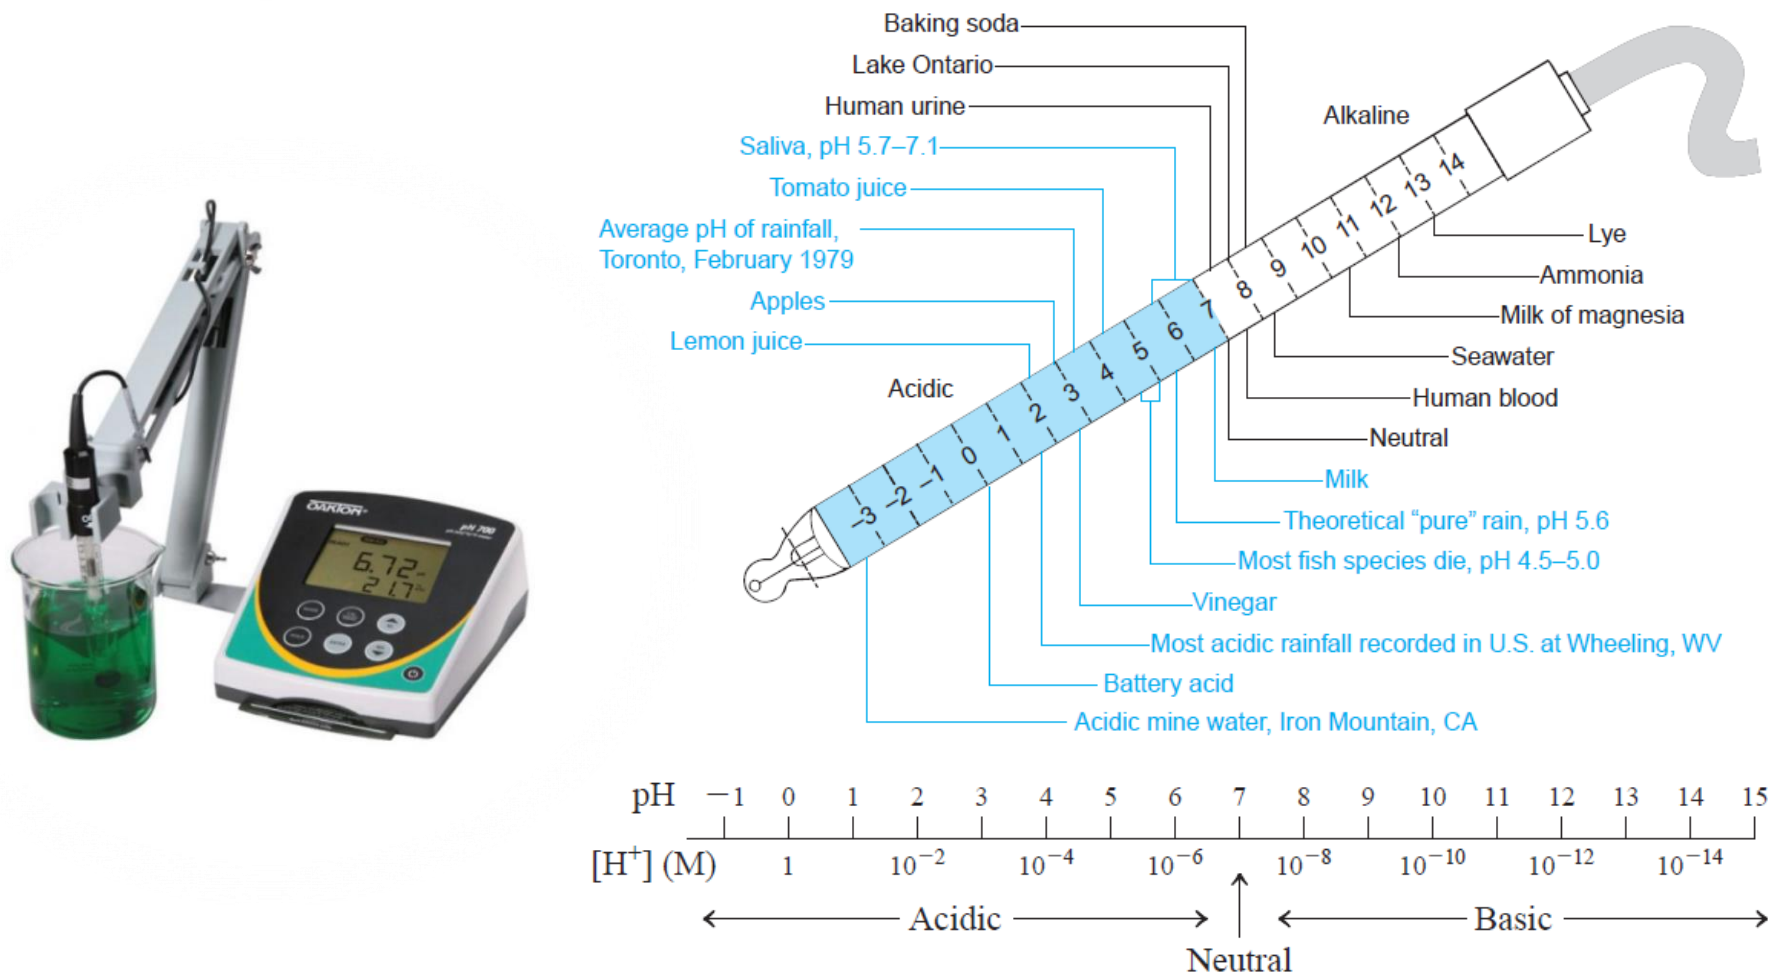 OAKTON
pH 700
6.72
21.7
Baking soda
Lake Ontario
Human urine
Saliva, pH 5.7–7.1
Tomato juice
Average pH of rainfall,
Toronto, February 1979
Apples
Lemon juice
Acidic
Alkaline
–3 –2 –1 0 1 2 3 4 5 6 7 8 9 10 11 12 13 14
Lye
Ammonia
Milk of magnesia
Seawater
Human blood
Neutral
Milk
Theoretical “pure” rain, pH 5.6
Most fish species die, pH 4.5–5.0
Vinegar
Most acidic rainfall recorded in U.S. at Wheeling, WV
Battery acid
Acidic mine water, Iron Mountain, CA
pH −1 0 1 2 3 4 5 6 7 8 9 10 11 12 13 14 15
[H⁺] (M) 1 10⁻² 10⁻⁴ 10⁻⁶ 10⁻⁸ 10⁻¹⁰ 10⁻¹² 10⁻¹⁴
Acidic Basic
Neutral